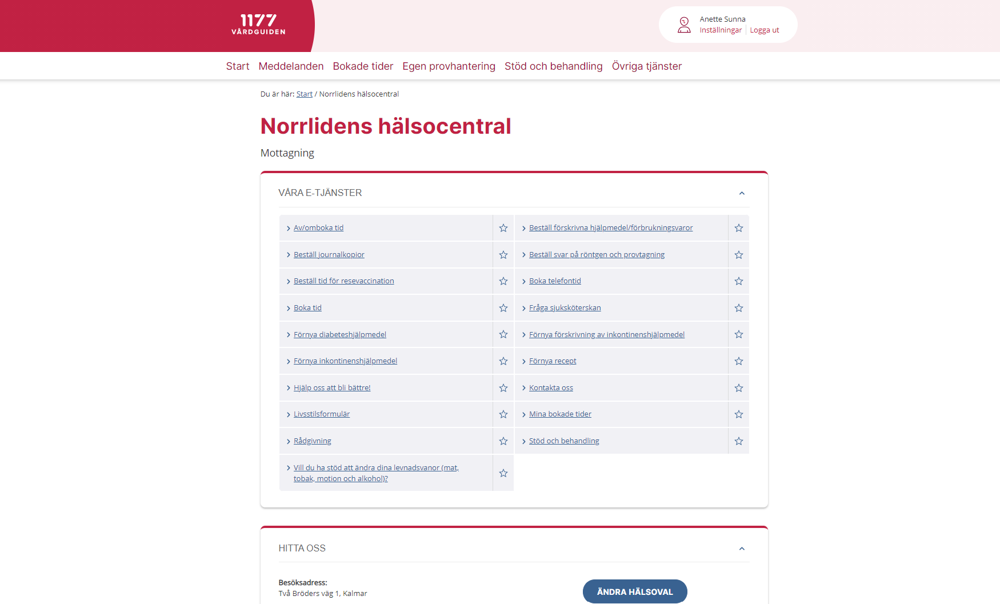 1177
VÅRDGUIDEN
Anette Sunna
Inställningar Logga ut
Start Meddelanden Bokade tider Egen provhantering Stöd och behandling Övriga tjänster
Du är här: Start / Norrlidens hälsocentral
Norrlidens hälsocentral
Mottagning
VÅRA E-TJÄNSTER
Av/omboka tid
Beställ förskrivna hjälpmedel/förbrukningsvaror
Beställ journalkopior
Beställ svar på röntgen och provtagning
Beställ tid för resevaccination
Boka telefontid
Boka tid
Fråga sjuksköterskan
Förnya diabeteshjälpmedel
Förnya förskrivning av inkontinenshjälpmedel
Förnya inkontinenshjälpmedel
Förnya recept
Hjälp oss att bli bättre!
Kontakta oss
Livsstilsformulär
Mina bokade tider
Rådgivning
Stöd och behandling
Vill du ha stöd att ändra dina levnadsvanor (mat,
tobak, motion och alkohol)?
HITTA OSS
Besöksadress:
Två Bröders väg 1, Kalmar
ÄNDRA HÄLSOVAL